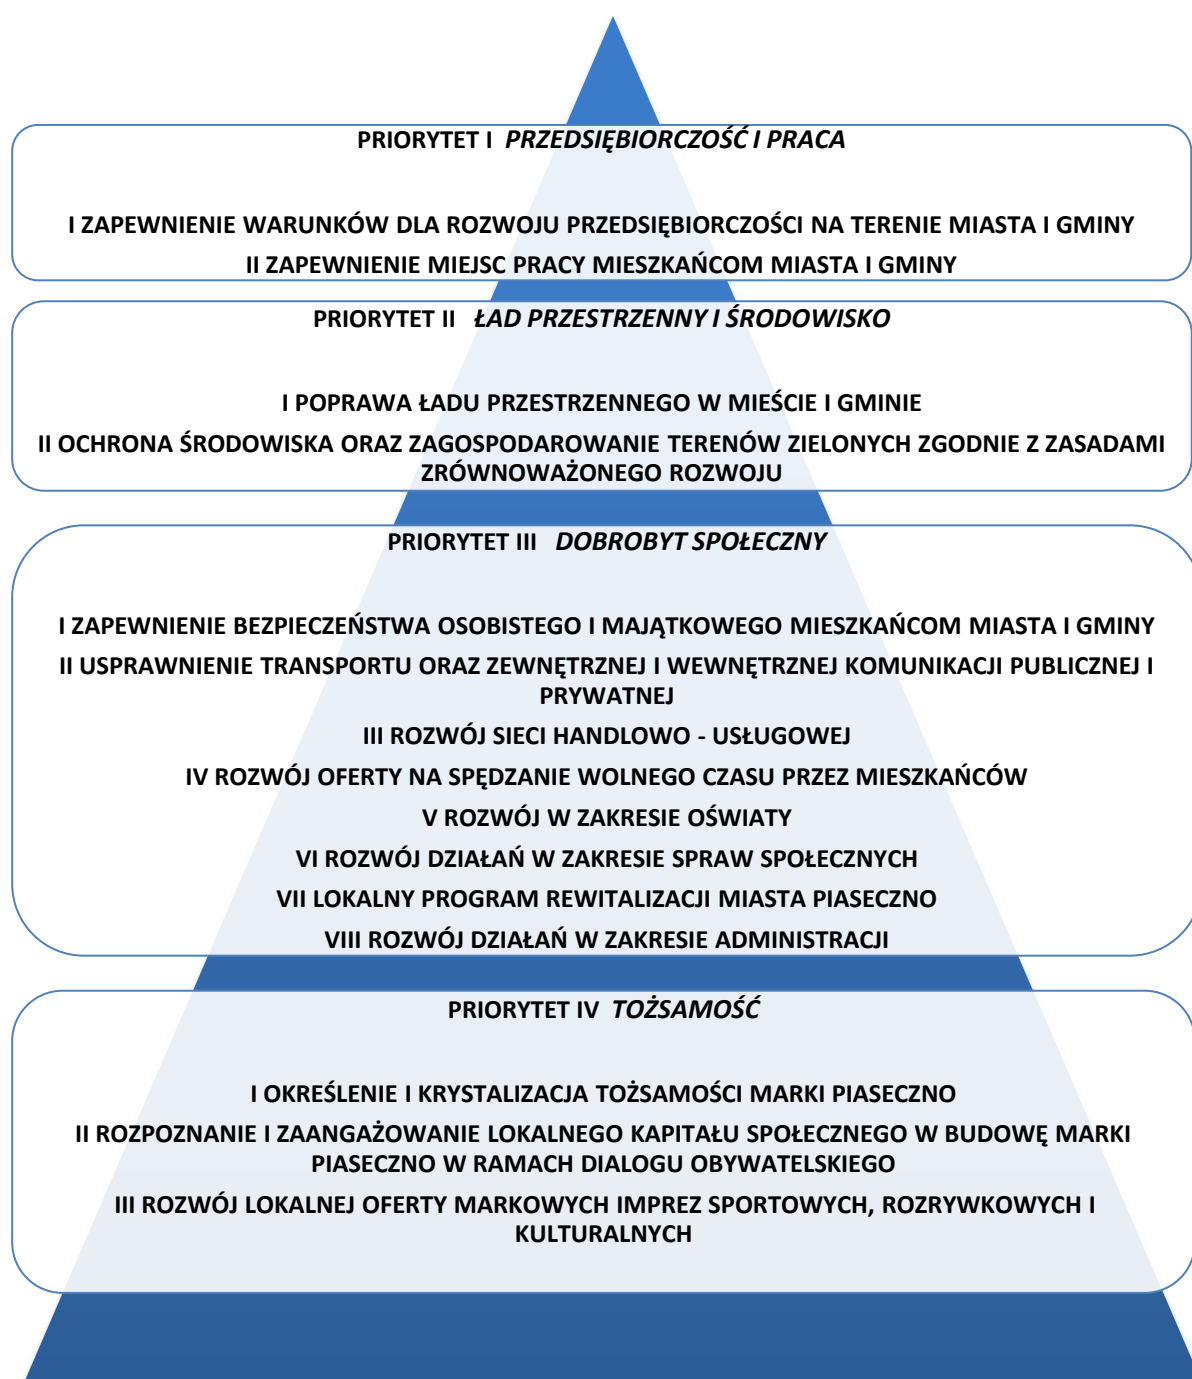 PRIORYTET I PRZEDSIĘBIORCZOŚĆ I PRACA
I ZAPEWNIENIE WARUNKÓW DLA ROZWOJU PRZEDSIĘBIORCZOŚCI NA TERENIE MIASTA I GMINY
II ZAPEWNIENIE MIEJSC PRACY MIESZKAŃCOM MIASTA I GMINY
PRIORYTET II ŁAD PRZESTRZENNY I ŚRODOWISKO
I POPRAWA ŁADU PRZESTRZENNEGO W MIEŚCIE I GMINIE
II OCHRONA ŚRODOWISKA ORAZ ZAGOSPODAROWANIE TERENÓW ZIELONYCH ZGODNIE Z ZASADAMI
ZRÓWNOWAŻONEGO ROZWOJU
PRIORYTET III DOBROBYT SPOŁECZNY
I ZAPEWNIENIE BEZPIECZEŃSTWA OSOBISTEGO I MAJĄTKOWEGO MIESZKAŃCOM MIASTA I GMINY
II USPRAWNIENIE TRANSPORTU ORAZ ZEWNĘTRZNEJ I WEWNĘTRZNEJ KOMUNIKACJI PUBLICZNEJ I
PRYWATNEJ
III ROZWÓJ SIECI HANDLOWO - USŁUGOWEJ
IV ROZWÓJ OFERTY NA SPĘDZANIE WOLNEGO CZASU PRZEZ MIESZKAŃCÓW
V ROZWÓJ W ZAKRESIE OŚWIATY
VI ROZWÓJ DZIAŁAŃ W ZAKRESIE SPRAW SPOŁECZNYCH
VII LOKALNY PROGRAM REWITALIZACJI MIASTA PIASECZNO
VIII ROZWÓJ DZIAŁAŃ W ZAKRESIE ADMINISTRACJI
PRIORYTET IV TOŻSAMOŚĆ
I OKREŚLENIE I KRYSTALIZACJA TOŻSAMOŚCI MARKI PIASECZNO
II ROZPOZNANIE I ZAANGAŻOWANIE LOKALNEGO KAPITAŁU SPOŁECZNEGO W BUDOWĘ MARKI
PIASECZNO W RAMACH DIALOGU OBYWATELSKIEGO
III ROZWÓJ LOKALNEJ OFERTY MARKOWYCH IMPREZ SPORTOWYCH, ROZRYWKOWYCH I
KULTURALNYCH